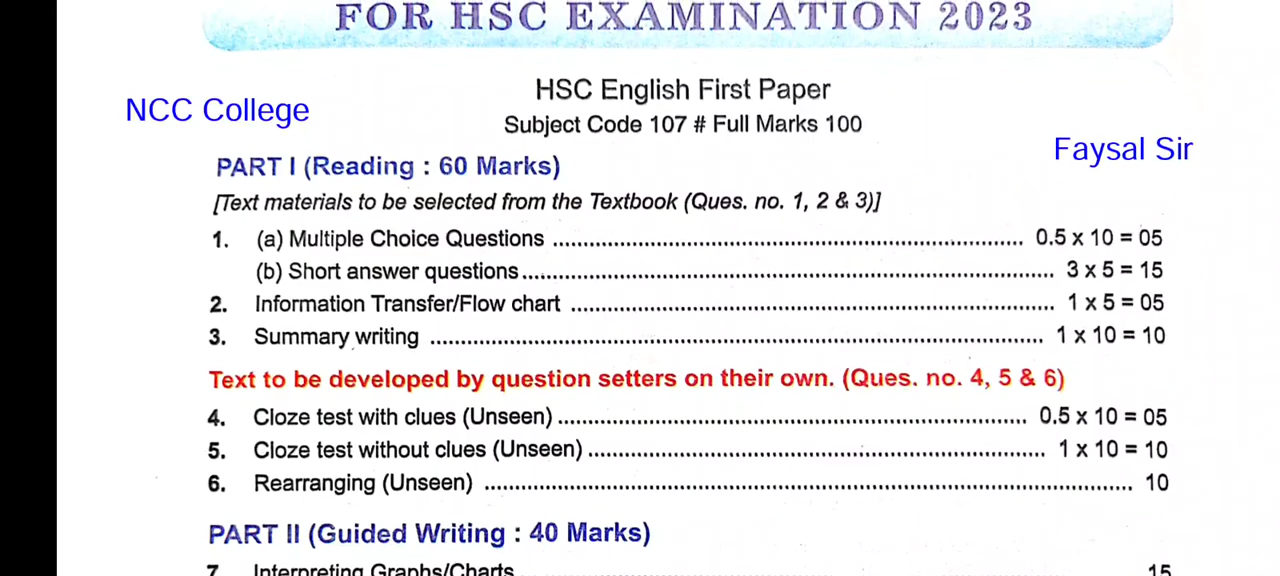 FOR HSC EXAMINATION 2023
HSC English First Paper
NCC College
Subject Code 107 # Full Marks 100
Faysal Sir
PART I (Reading : 60 Marks)
[Text materials to be selected from the Textbook (Ques. no. 1, 2 & 3)]
1. (a) Multiple Choice Questions ........ 0.5 x 10 = 05
(b) Short answer questions ........ 3 x 5 = 15
2. Information Transfer/Flow chart ........ 1 x 5 = 05
3. Summary writing ........ 1 x 10 = 10
Text to be developed by question setters on their own. (Ques. no. 4, 5 & 6)
4. Cloze test with clues (Unseen) ........ 0.5 x 10 = 05
5. Cloze test without clues (Unseen) ........ 1 x 10 = 10
6. Rearranging (Unseen) ........ 10
PART II (Guided Writing : 40 Marks)
7. Interpreting Graphs/Charts ........ 15